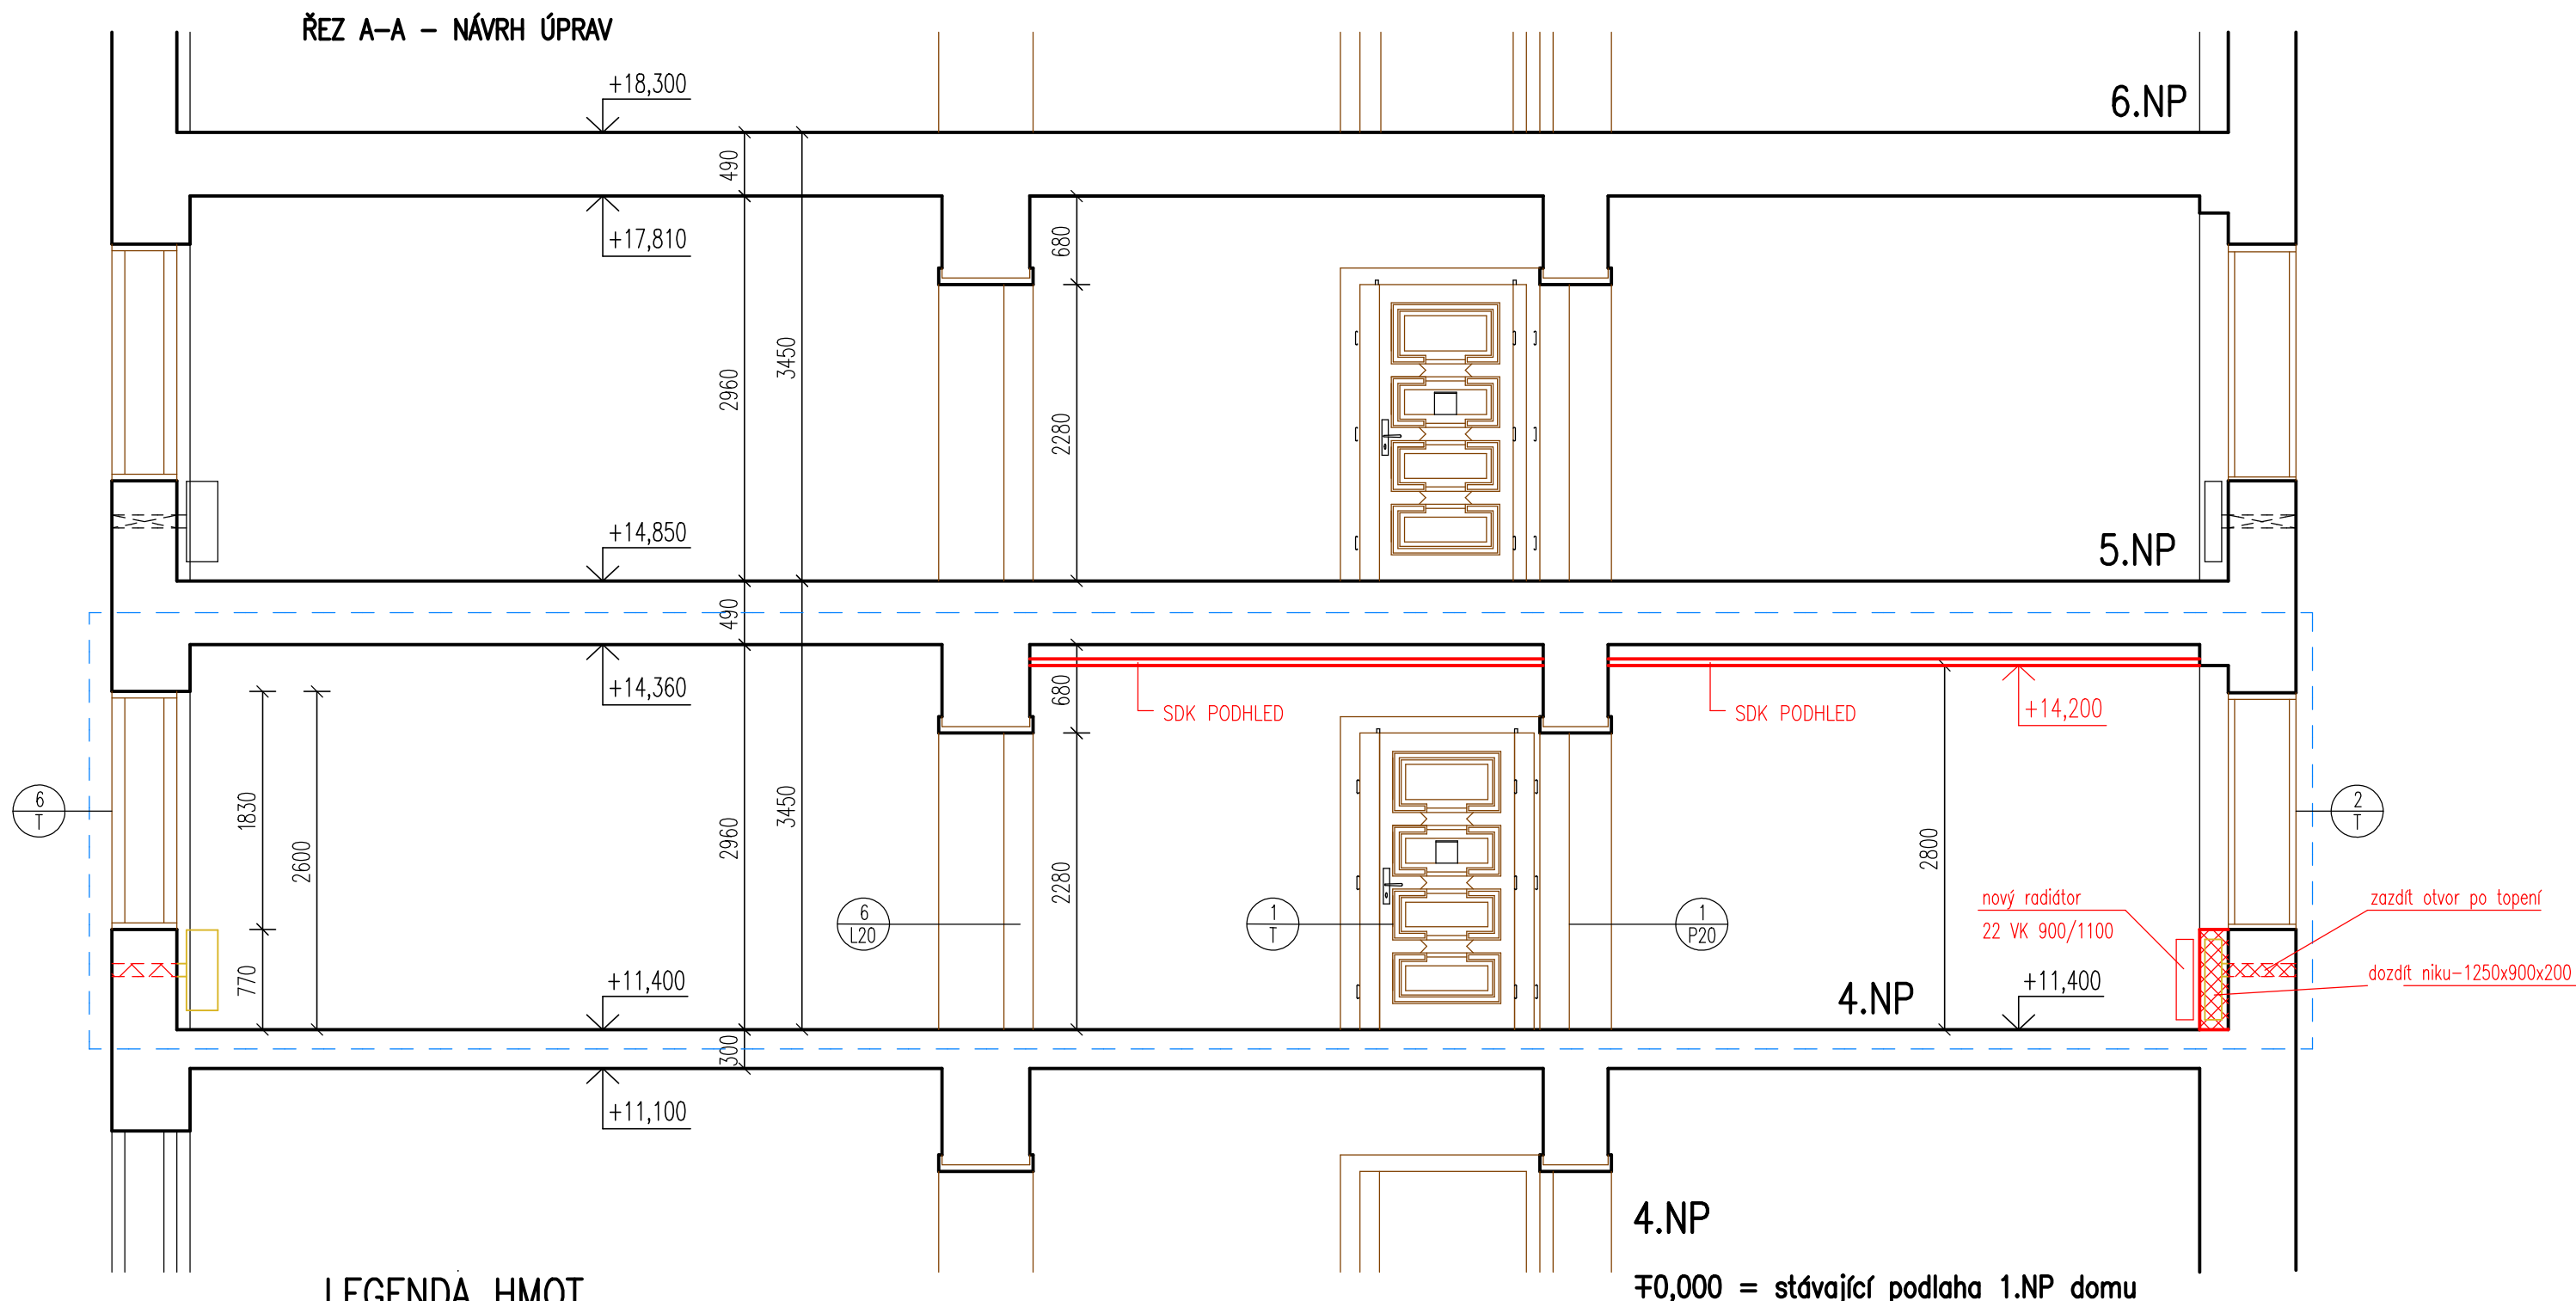 ŘEZ A-A - NÁVRH ÚPRAV
+18,300
6.NP
490
+17,810
680
3450
2960
2280
+14,850
5.NP
490
+14,360
680
SDK PODHLED
SDK PODHLED
+14,200
6
T
1830
2600
2960
3450
2280
2800
2
T
6
L20
1
T
1
P20
nový radiátor
22 VK 900/1100
zazdít otvor po topení
dozdít niku-1250x900x200
770
+11,400
4.NP
+11,400
300
+11,100
4.NP
LEGENDA HMOT
∓0,000 = stávající podlaha 1.NP domu